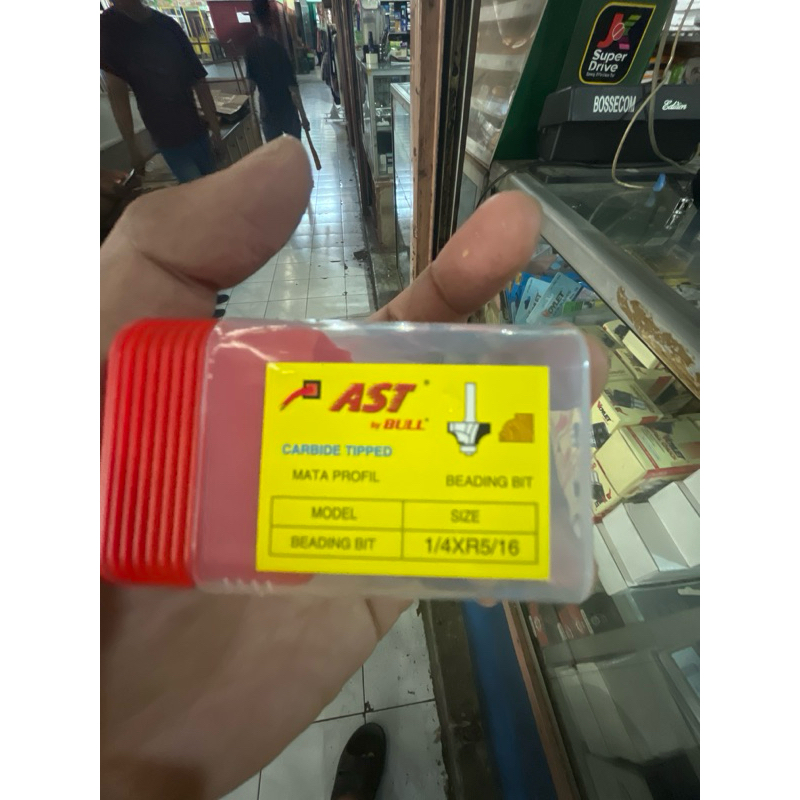 Super
Drive
BOSSECOM
Edition
AST
by BULL
CARBIDE TIPPED
MATA PROFIL
BEADING BIT
MODEL
SIZE
BEADING BIT
1/4XR5/16